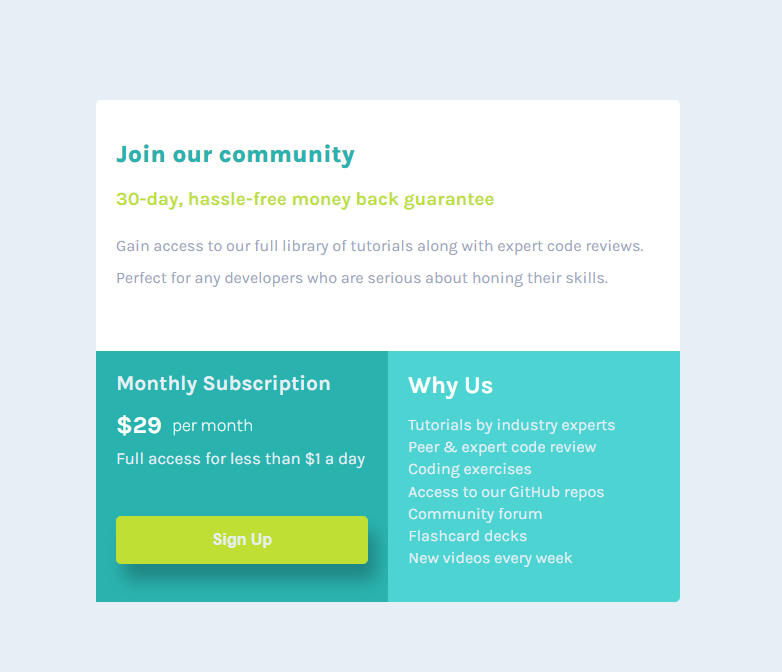 Join our community
30-day, hassle-free money back guarantee
Gain access to our full library of tutorials along with expert code reviews.
Perfect for any developers who are serious about honing their skills.
Monthly Subscription
$29 per month
Full access for less than $1 a day
Sign Up
Why Us
Tutorials by industry experts
Peer & expert code review
Coding exercises
Access to our GitHub repos
Community forum
Flashcard decks
New videos every week